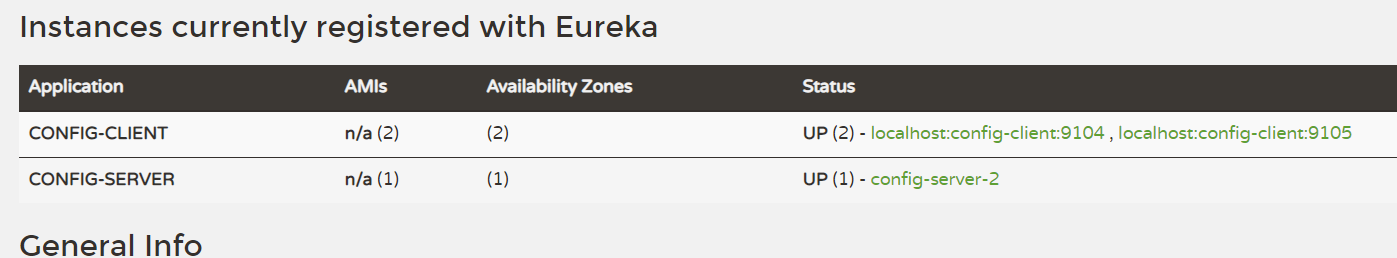 Instances currently registered with Eureka
Application AMIs Availability Zones Status
CONFIG-CLIENT n/a (2) (2) UP (2) - localhost:config-client:9104 , localhost:config-client:9105
CONFIG-SERVER n/a (1) (1) UP (1) - config-server-2
General Info